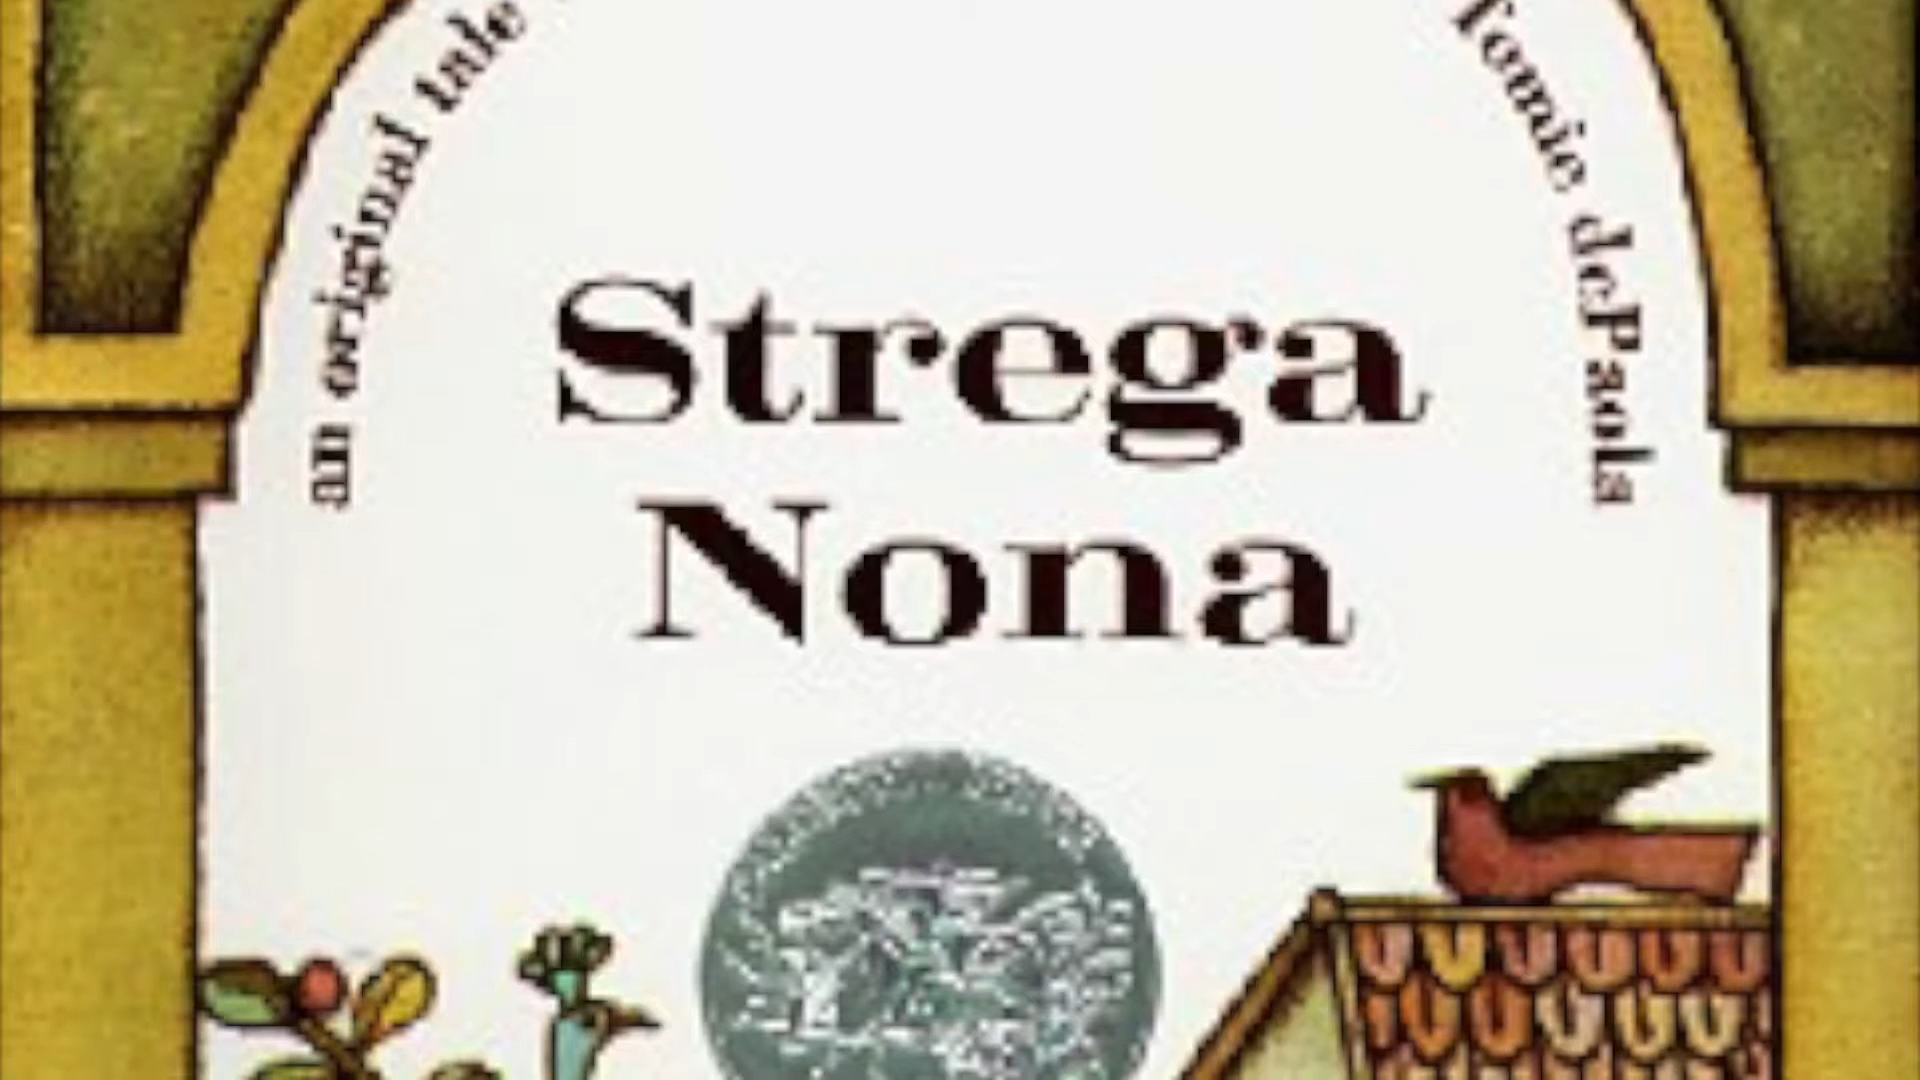 an original tale
Tomie dePaola
Strega
Nona